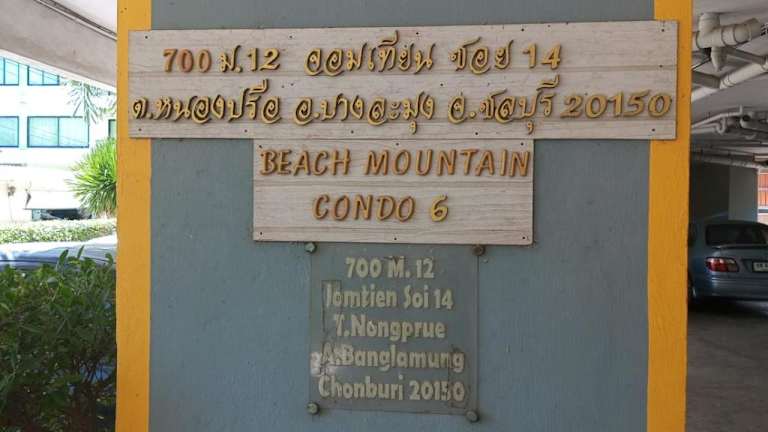 700 ม.12 จอมเทียน ซอย 14
ต.หนองปรือ อ.บางละมุง จ.ชลบุรี 20150
BEACH MOUNTAIN
CONDO 6
700 M. 12
Jomtien Soi 14
T.Nongprue
A.Banglamung
Chonburi 20150